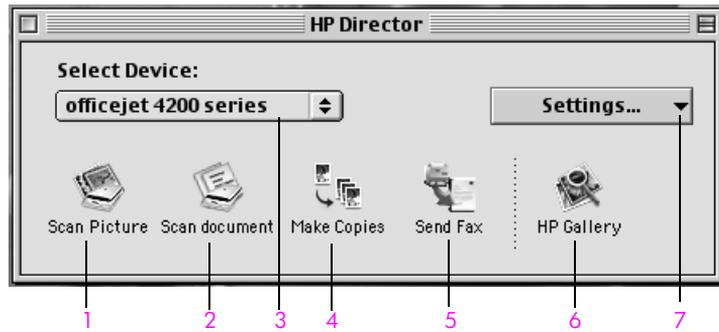 HP Director
Select Device:
officejet 4200 series
Settings...
Scan Picture Scan document Make Copies Send Fax HP Gallery
1 2 3 4 5 6 7